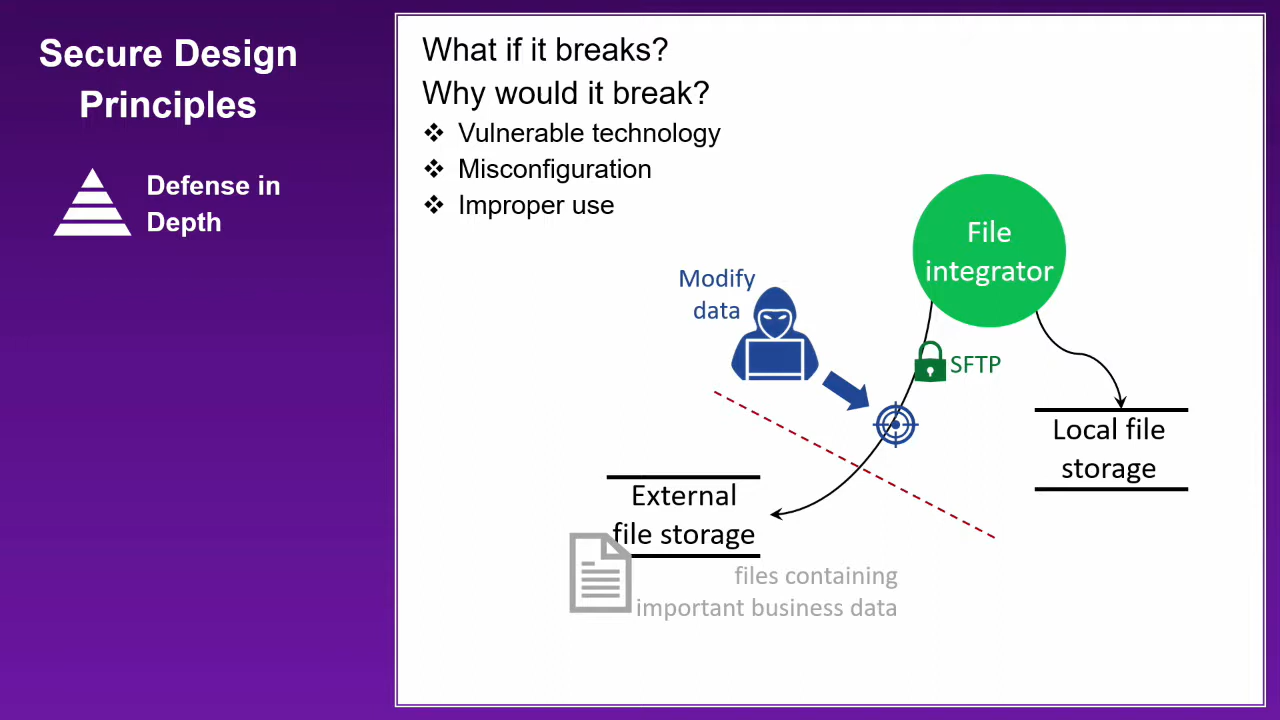 Secure Design
Principles
Defense in
Depth
What if it breaks?
Why would it break?
❖ Vulnerable technology
❖ Misconfiguration
❖ Improper use
File
integrator
Modify
data
SFTP
Local file
storage
External
file storage
files containing
important business data